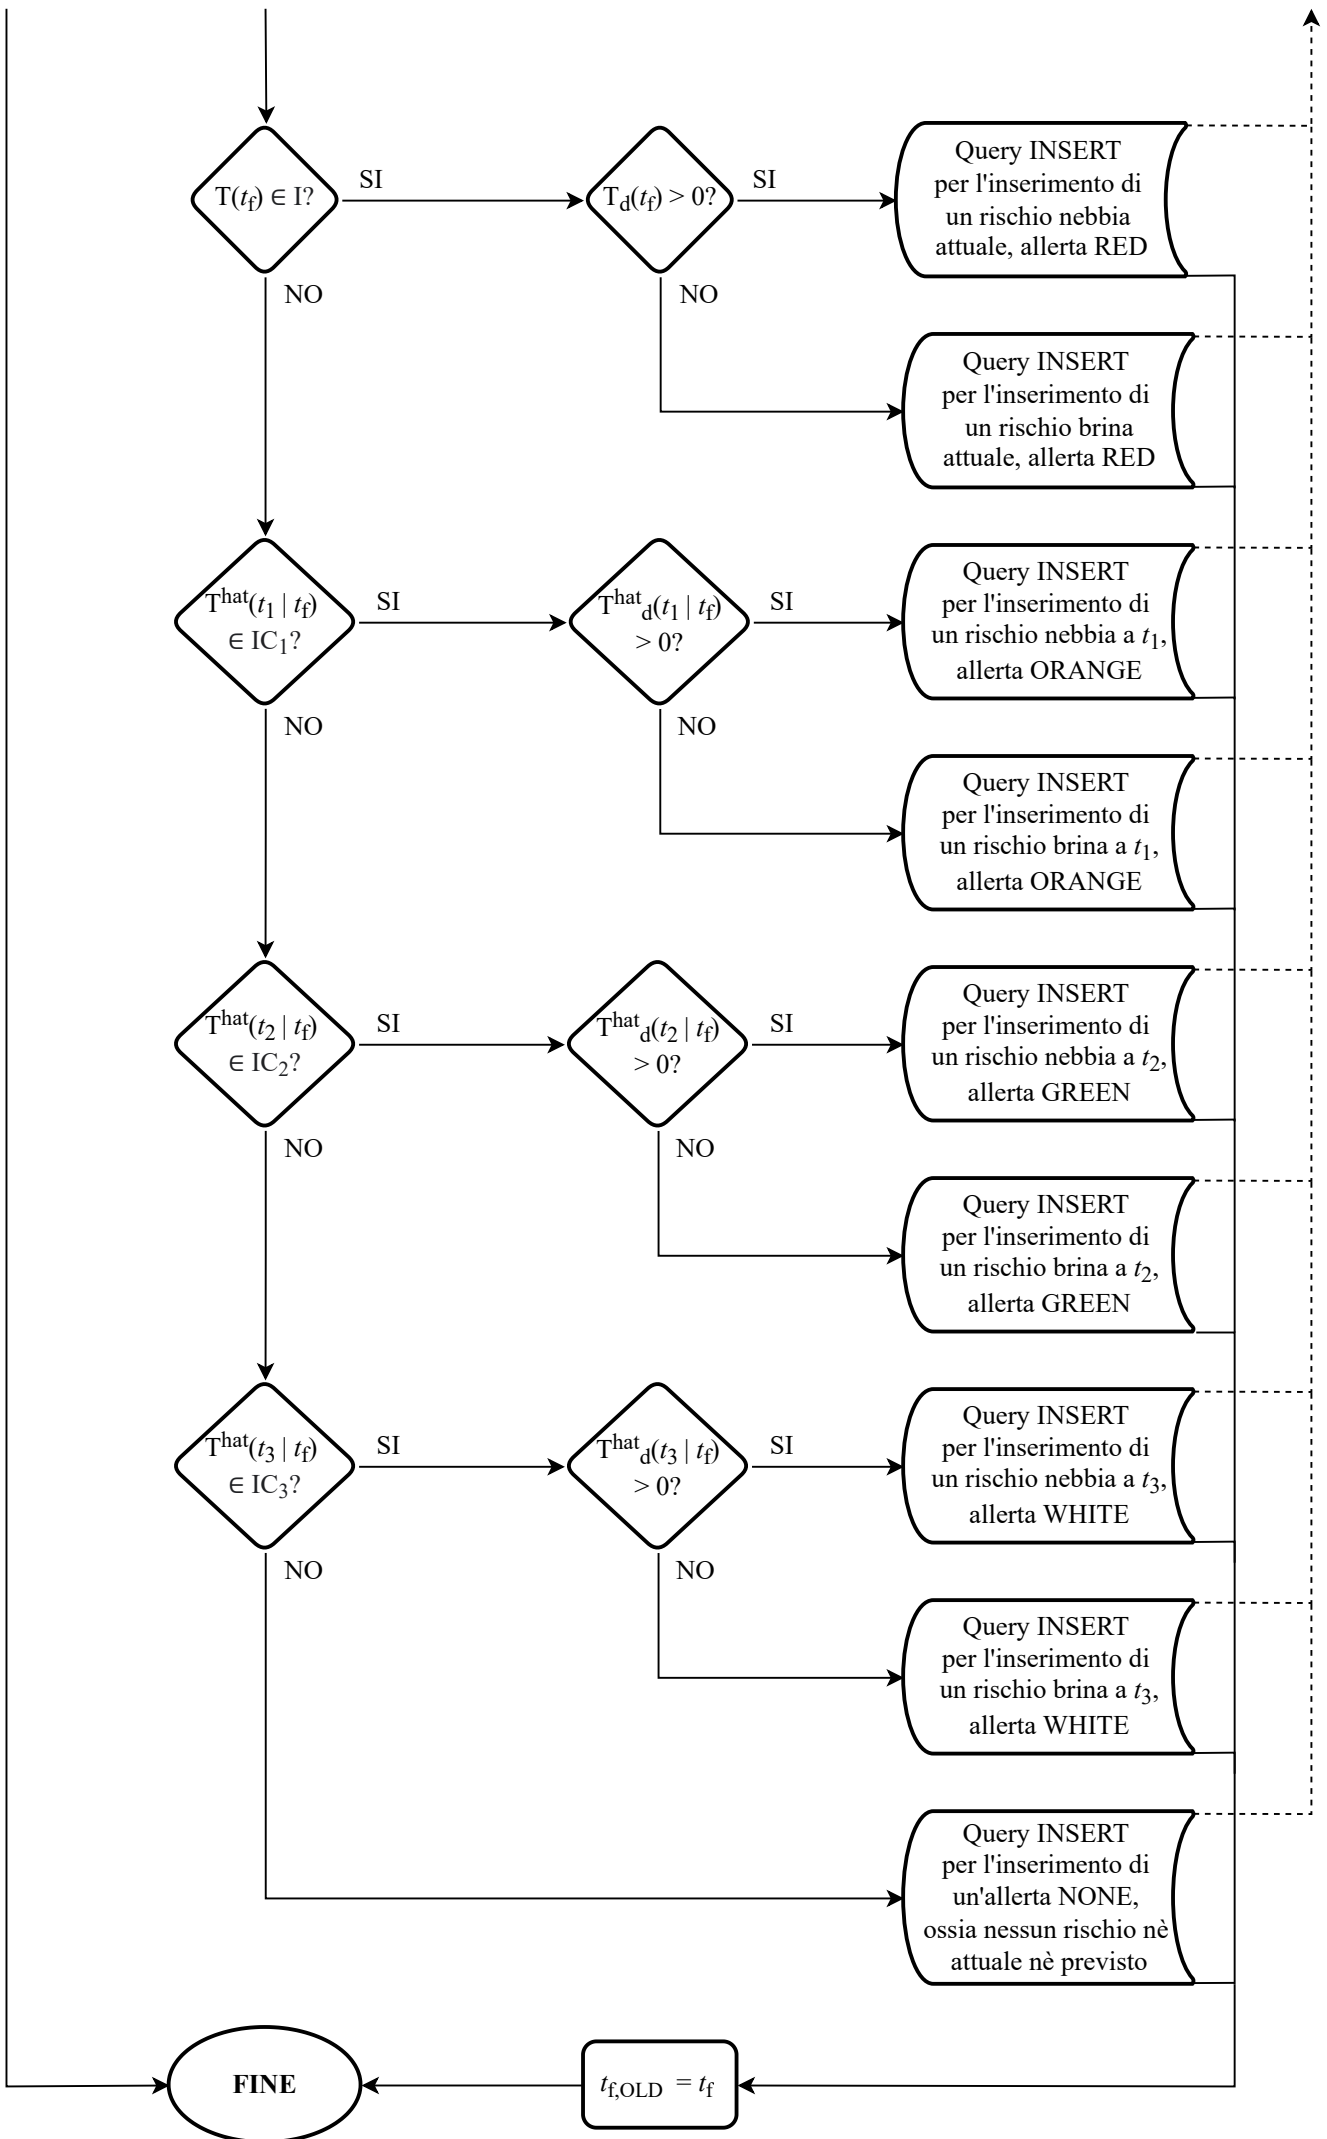 T(t_f) ∈ I?
SI
T_d(t_f) > 0?
SI
Query INSERT
per l'inserimento di
un rischio nebbia
attuale, allerta RED
NO
NO
Query INSERT
per l'inserimento di
un rischio brina
attuale, allerta RED
T^hat(t_1 | t_f)
∈ IC_1?
SI
T^hat_d(t_1 | t_f)
> 0?
SI
Query INSERT
per l'inserimento di
un rischio nebbia a t_1,
allerta ORANGE
NO
NO
Query INSERT
per l'inserimento di
un rischio brina a t_1,
allerta ORANGE
T^hat(t_2 | t_f)
∈ IC_2?
SI
T^hat_d(t_2 | t_f)
> 0?
SI
Query INSERT
per l'inserimento di
un rischio nebbia a t_2,
allerta GREEN
NO
NO
Query INSERT
per l'inserimento di
un rischio brina a t_2,
allerta GREEN
T^hat(t_3 | t_f)
∈ IC_3?
SI
T^hat_d(t_3 | t_f)
> 0?
SI
Query INSERT
per l'inserimento di
un rischio nebbia a t_3,
allerta WHITE
NO
NO
Query INSERT
per l'inserimento di
un rischio brina a t_3,
allerta WHITE
Query INSERT
per l'inserimento di
un'allerta NONE,
ossia nessun rischio nè
attuale nè previsto
FINE
t_f,OLD = t_f